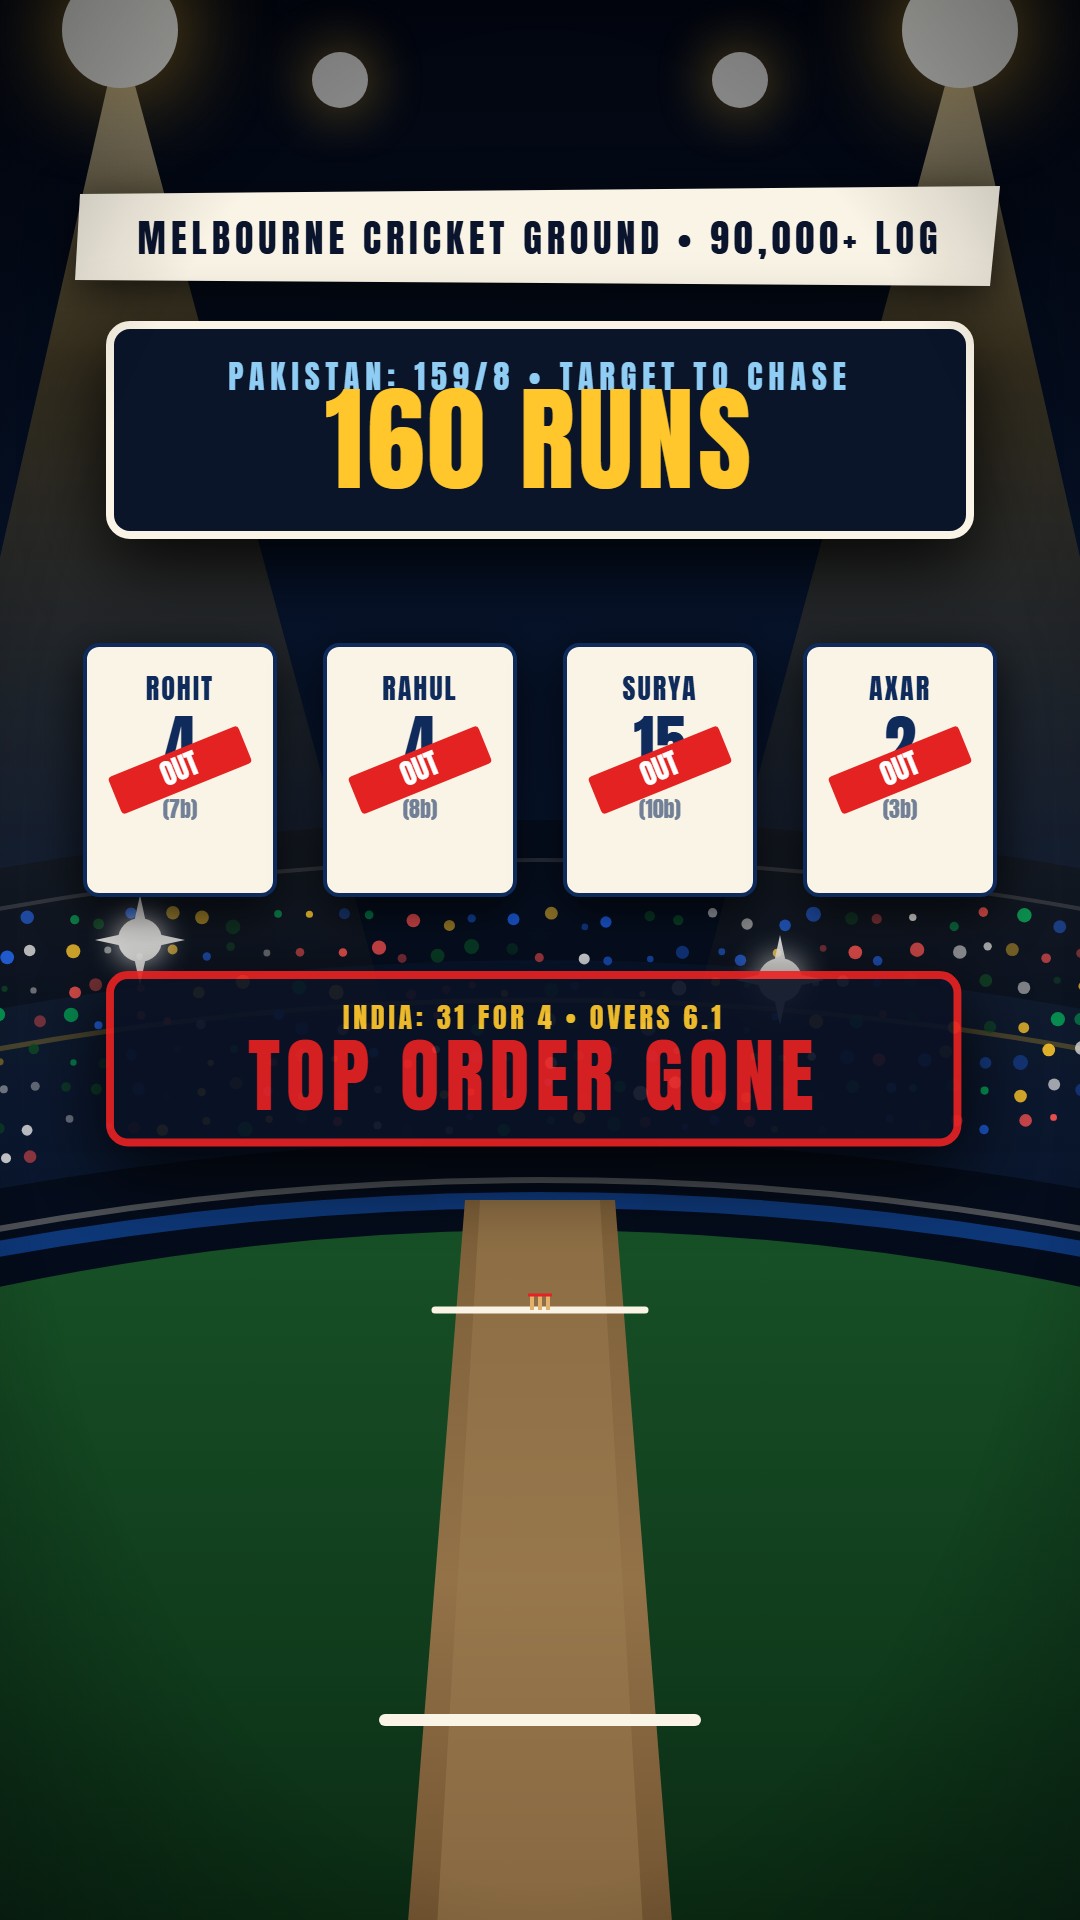 MELBOURNE CRICKET GROUND • 90,000+ LOG
PAKISTAN: 159/8 • TARGET TO CHASE
160 RUNS
ROHIT
4
OUT
(7b)
RAHUL
4
OUT
(8b)
SURYA
15
OUT
(10b)
AXAR
2
OUT
(3b)
INDIA: 31 FOR 4 • OVERS 6.1
TOP ORDER GONE